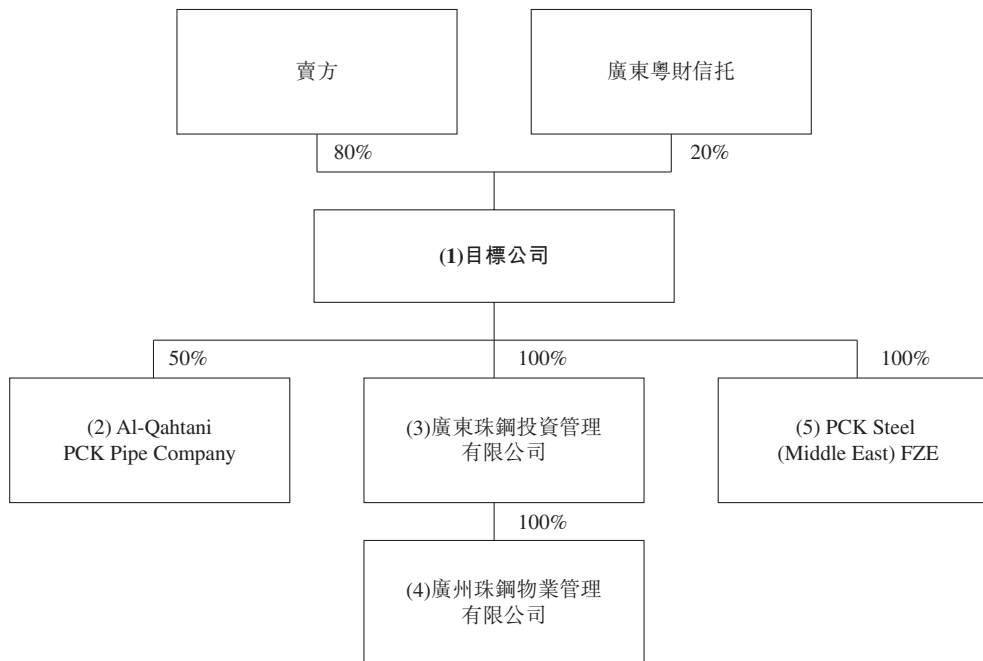 賣方
廣東粵財信托
80%
20%
(1)目標公司
50%
100%
100%
(2) Al-Qahtani
PCK Pipe Company
(3)廣東珠鋼投資管理
有限公司
(5) PCK Steel
(Middle East) FZE
100%
(4)廣州珠鋼物業管理
有限公司